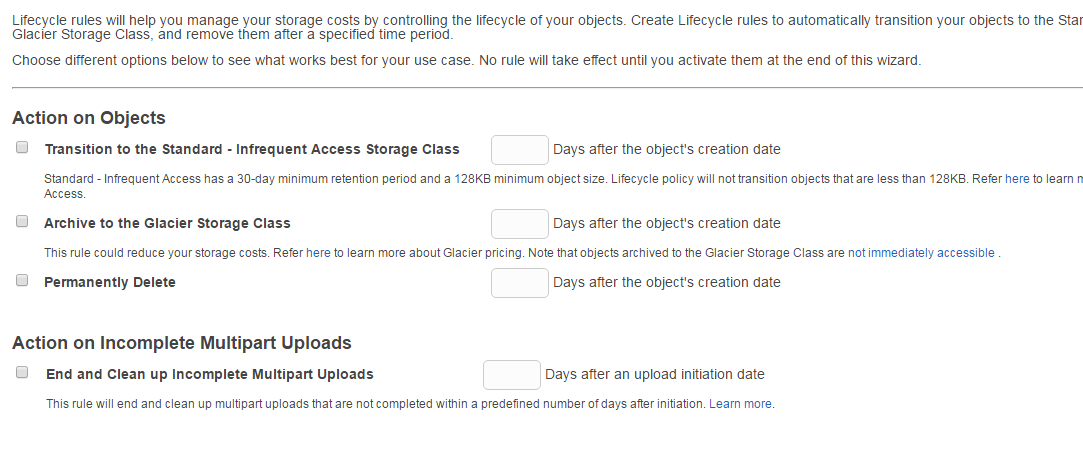 Lifecycle rules will help you manage your storage costs by controlling the lifecycle of your objects. Create Lifecycle rules to automatically transition your objects to the
Glacier Storage Class, and remove them after a specified time period.
Choose different options below to see what works best for your use case. No rule will take effect until you activate them at the end of this wizard.
Action on Objects
Transition to the Standard - Infrequent Access Storage Class Days after the object's creation date
Standard - Infrequent Access has a 30-day minimum retention period and a 128KB minimum object size. Lifecycle policy will not transition objects that are less than 128KB. Refer here to learn
Access.
Archive to the Glacier Storage Class Days after the object's creation date
This rule could reduce your storage costs. Refer here to learn more about Glacier pricing. Note that objects archived to the Glacier Storage Class are not immediately accessible .
Permanently Delete Days after the object's creation date
Action on Incomplete Multipart Uploads
End and Clean up Incomplete Multipart Uploads Days after an upload initiation date
This rule will end and clean up multipart uploads that are not completed within a predefined number of days after initiation. Learn more.